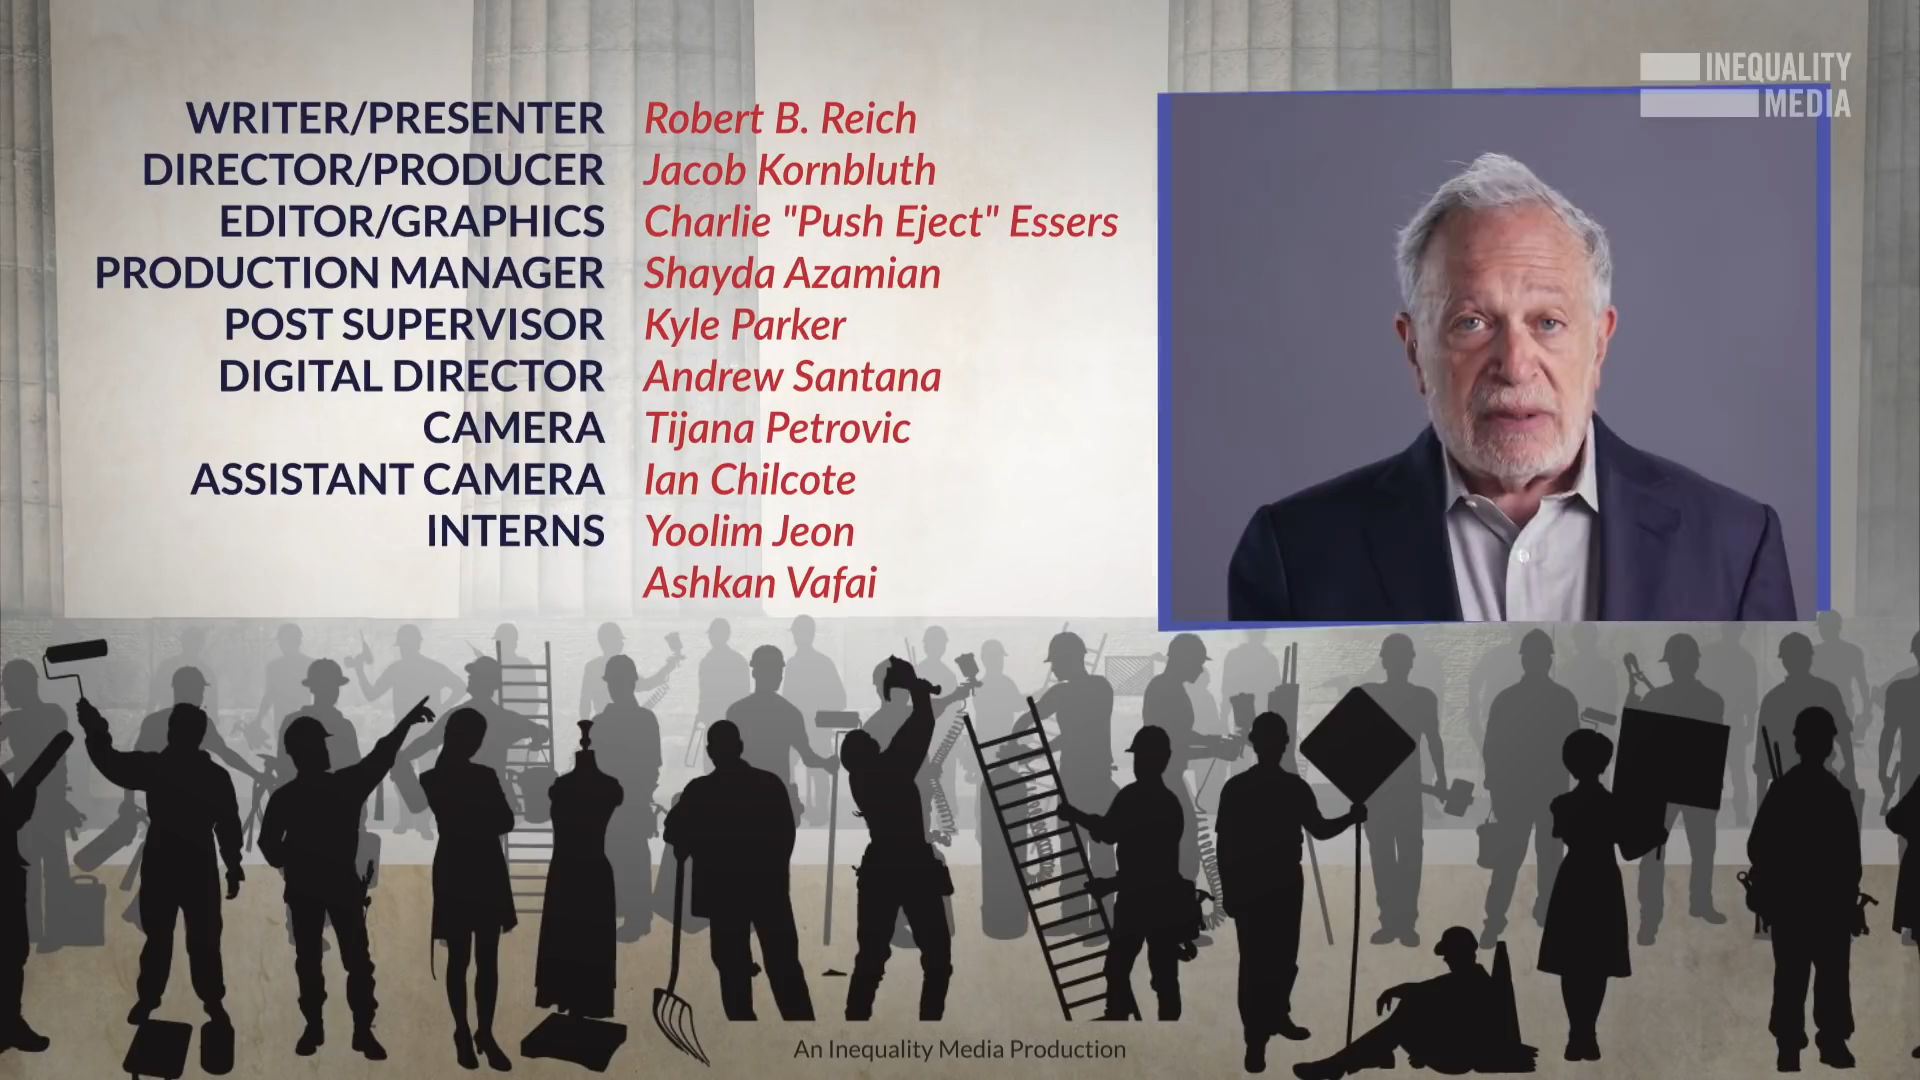 INEQUALITY
MEDIA
WRITER/PRESENTER Robert B. Reich
DIRECTOR/PRODUCER Jacob Kornbluth
EDITOR/GRAPHICS Charlie "Push Eject" Essers
PRODUCTION MANAGER Shayda Azamian
POST SUPERVISOR Kyle Parker
DIGITAL DIRECTOR Andrew Santana
CAMERA Tijana Petrovic
ASSISTANT CAMERA Ian Chilcote
INTERNS Yoolim Jeon
Ashkan Vafai
An Inequality Media Production